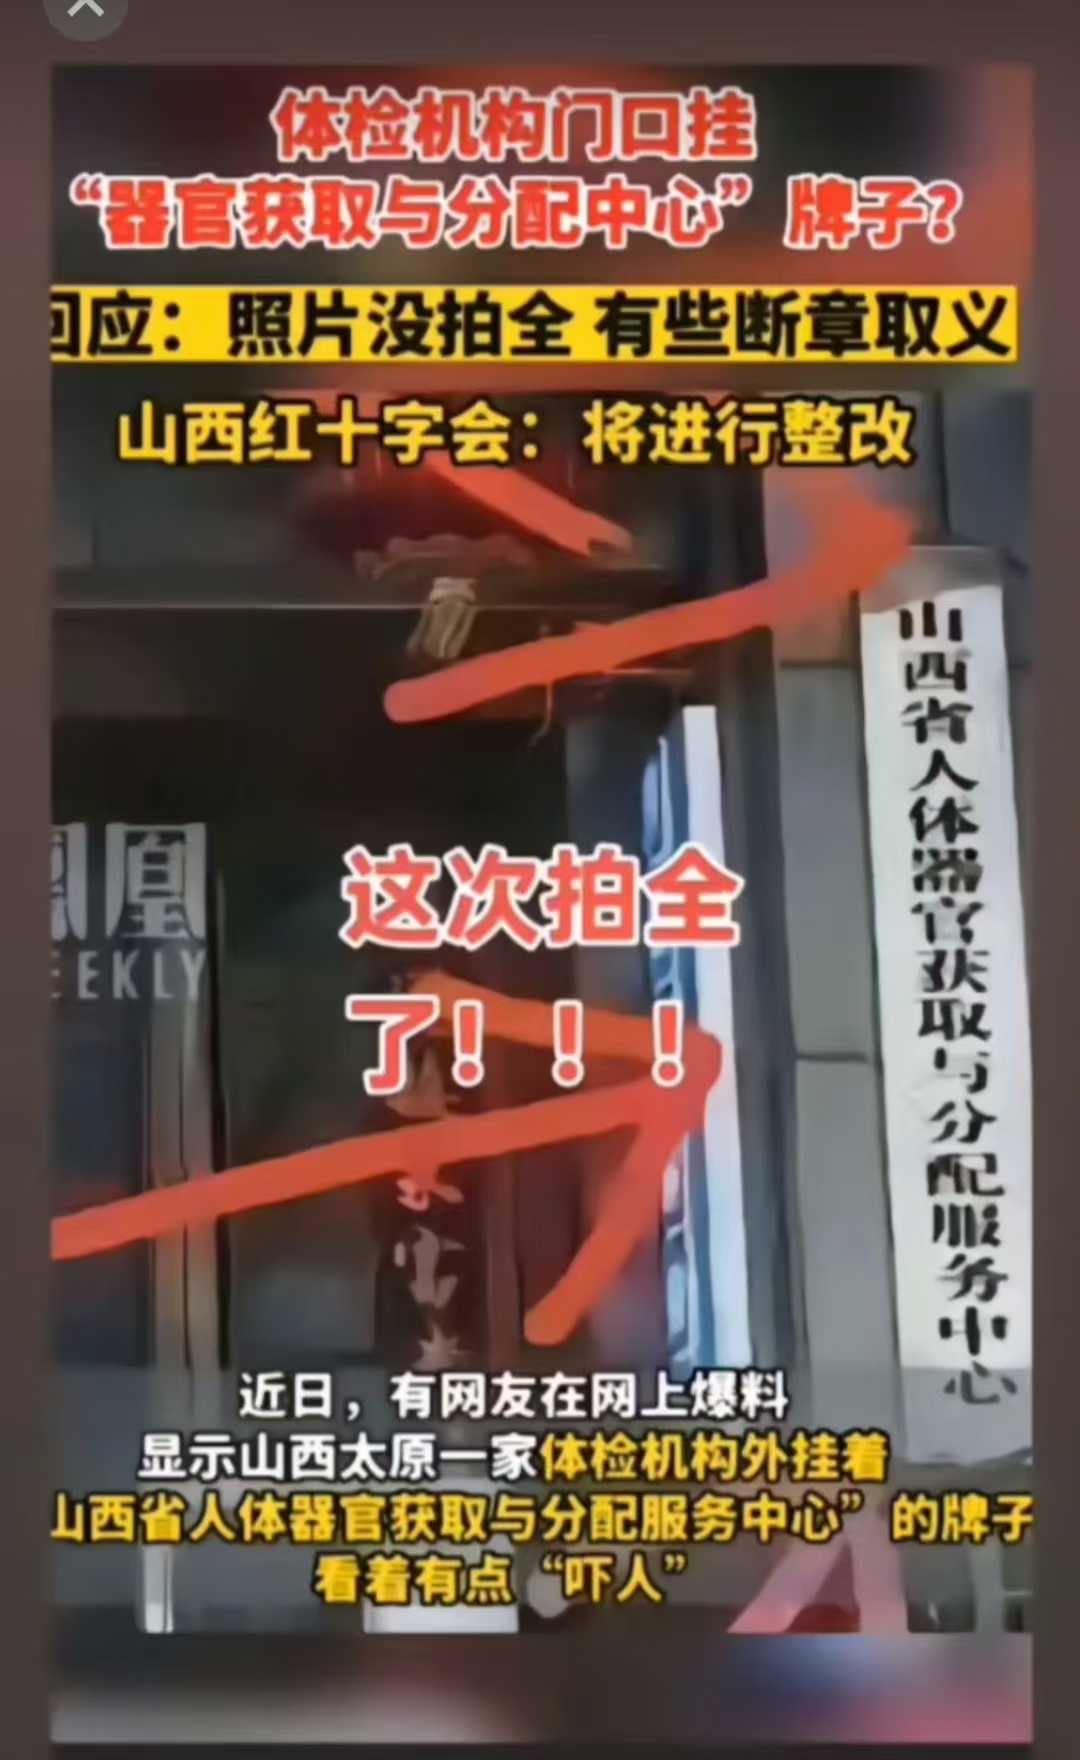 体检机构门口挂
“器官获取与分配中心”牌子？
回应：照片没拍全 有些断章取义
山西红十字会：将进行整改
山西省人体器官获取与分配服务中心
凰
EEKLY
这次拍全
了！！！
近日，有网友在网上爆料
显示山西太原一家体检机构外挂着
山西省人体器官获取与分配服务中心”的牌子
看着有点“吓人”